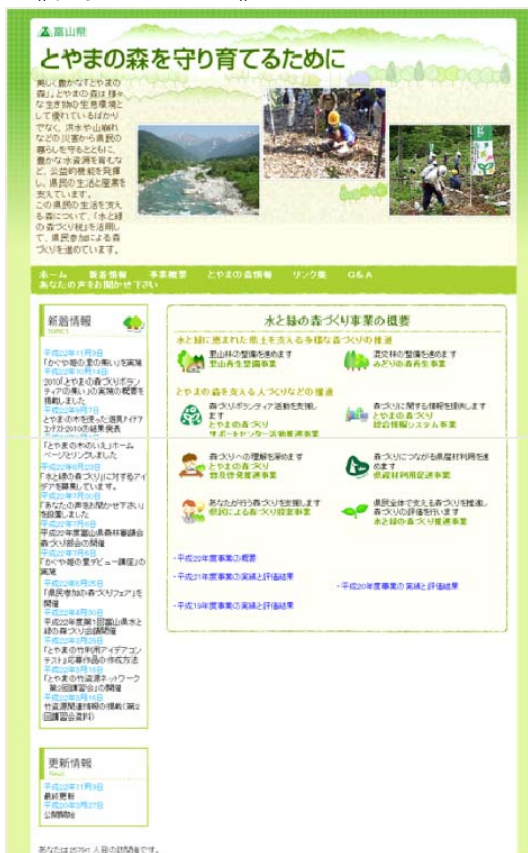 富山県
とやまの森を守り育てるために
美しく豊かな「とやまの
森」。とやまの森は 様々
な生き物の生息環境と
して優れているばかり
でなく、洪水や山崩れ
などの災害から県民の
暮らしを守るとともに、
豊かな水資源を育むな
ど、公益的機能を発揮
し、県民の生活と産業を
支えています。
この県民の生活を支え
る森について、「水と緑
の森づくり税」を活用し
て、県民参加による森
づくりを進めています。
ホーム 新着情報 事業概要 とやまの森情報 リンク集 Q&A
あなたの声をお聞かせ下さい
新着情報
TOPICS
平成22年11月9日
「かぐや姫の里の集い」を実施
平成22年10月14日
2010「とやまの森づくりボラン
ティアの集い」の実施の概要を
掲載しました
平成22年9月7日
とやまの木を使った遊具アイデア
コンテスト2010の結果発表
「とやまの木のいえ」ホーム
ページとリンクしました
平成22年8月23日
「水と緑の森づくり」に対するアイ
デアを募集しています。
平成22年7月30日
「あなたの声をお聞かせ下さい」
を設置しました
平成22年7月6日
平成22年度富山県森林審議会
森づくり部会の開催
平成22年7月6日
「かぐや姫の里デビュー講座」の
実施
平成22年6月25日
「県民参加の森づくりフェア」を
開催
平成22年4月30日
平成22年度第1回富山県水と
緑の森づくり会議開催
平成22年3月25日
「とやまの竹利用アイデアコン
テスト」応募作品の作成方法
平成22年3月16日
「とやまの竹資源ネットワーク
第2回講習会」の開催
平成22年3月16日
竹資源関連情報の掲載(第2
回講習会資料)
更新情報
News
平成22年11月9日
最終更新
平成20年3月27日
公開開始
あなたは 25791 人目の訪問者です。
水と緑の森づくり事業の概要
水と緑に恵まれた県土を支える多様な森づくりの推進
里山林の整備を進めます
里山再生整備事業
混交林の整備を進めます
みどりの森再生事業
とやまの森を支える人づくりなどの推進
森づくりボランティア活動を支援し
ます
とやまの森づくり
サポートセンター活動推進事業
森づくりに関する情報を提供します
とやまの森づくり
総合情報システム事業
森づくりへの理解を深めます
とやまの森づくり
普及啓発推進事業
森づくりにつながる県産材利用を進
めます
県産材利用促進事業
あなたが行う森づくりを支援します
県民による森づくり提案事業
県民全体で支える森づくりを推進し、
森づくりの評価を行います
水と緑の森づくり推進事業
・平成22年度事業の概要
・平成21年度事業の実績と評価結果
・平成20年度事業の実績と評価結果
・平成19年度事業の実績と評価結果